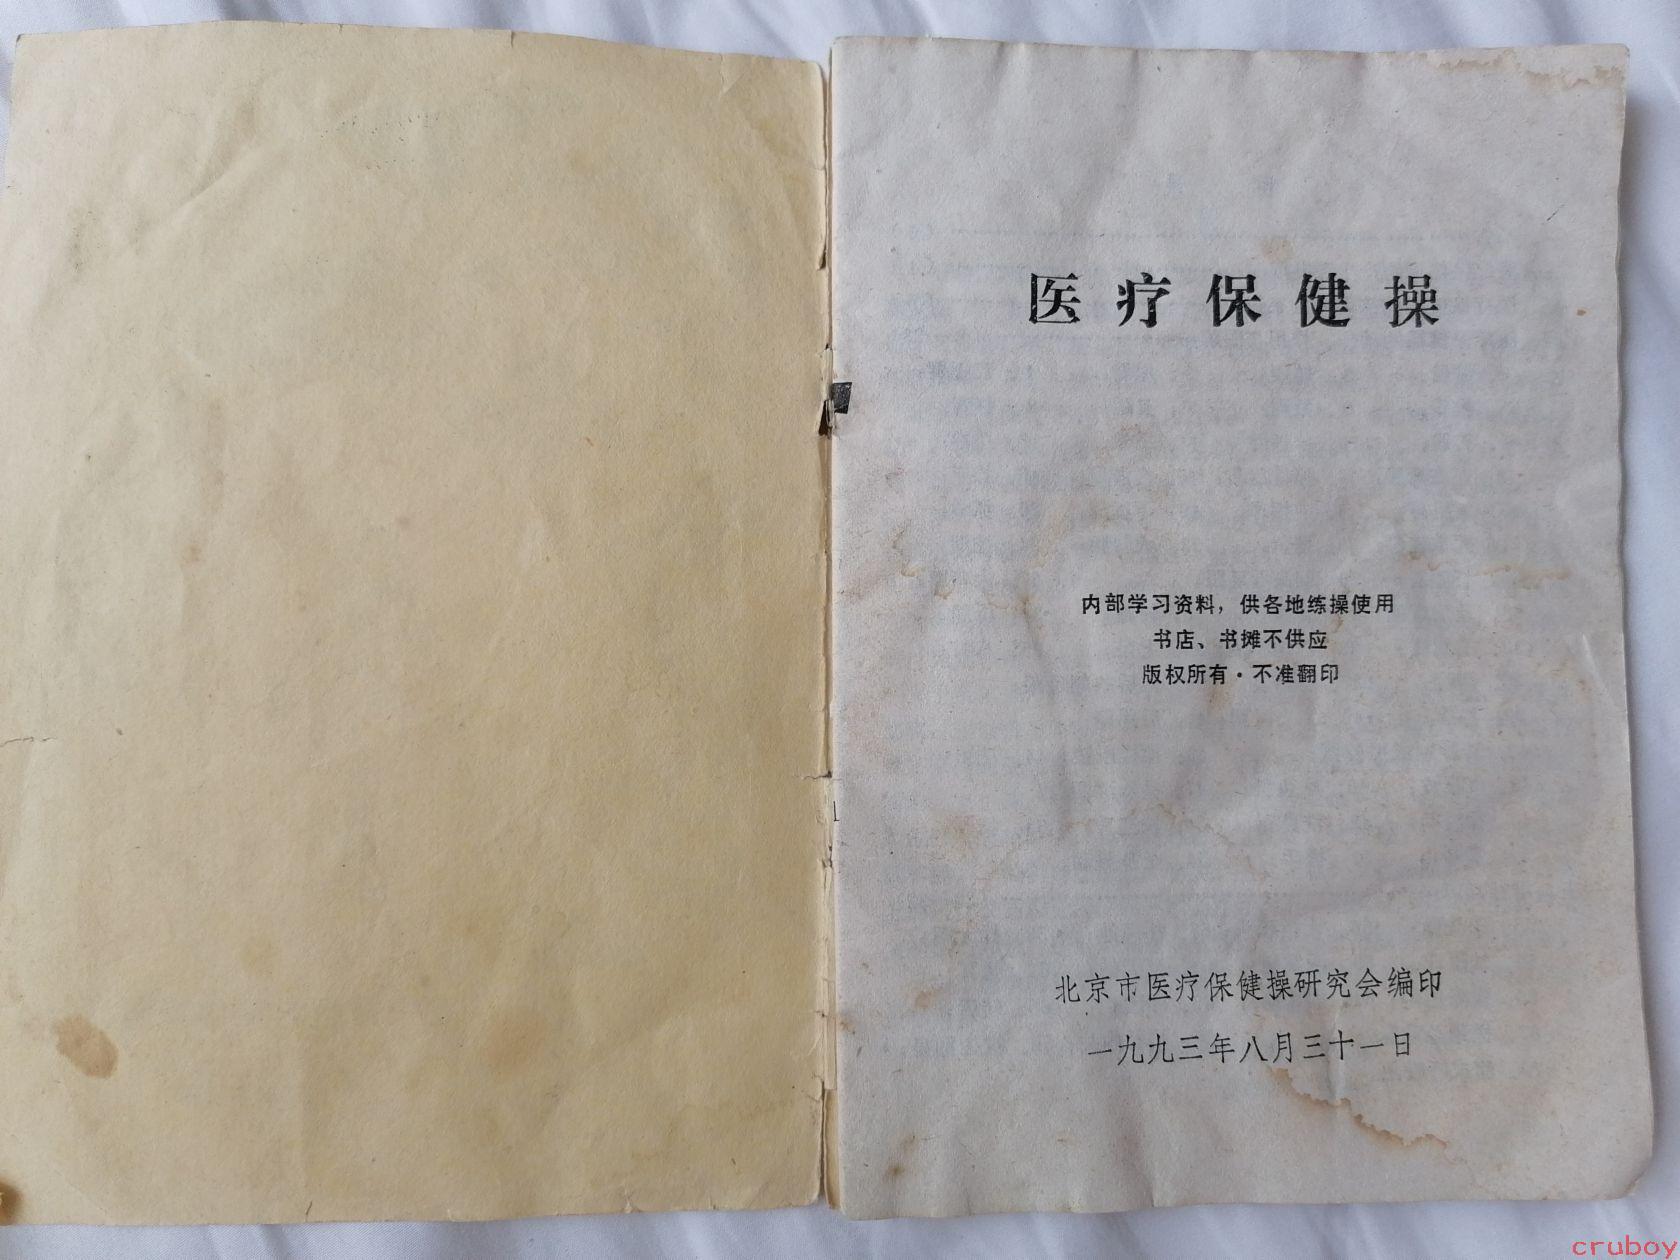 医疗保健操
内部学习资料，供各地练操使用
书店、书摊不供应
版权所有·不准翻印
北京市医疗保健操研究会编印
一九九三年八月三十一日
cruboy